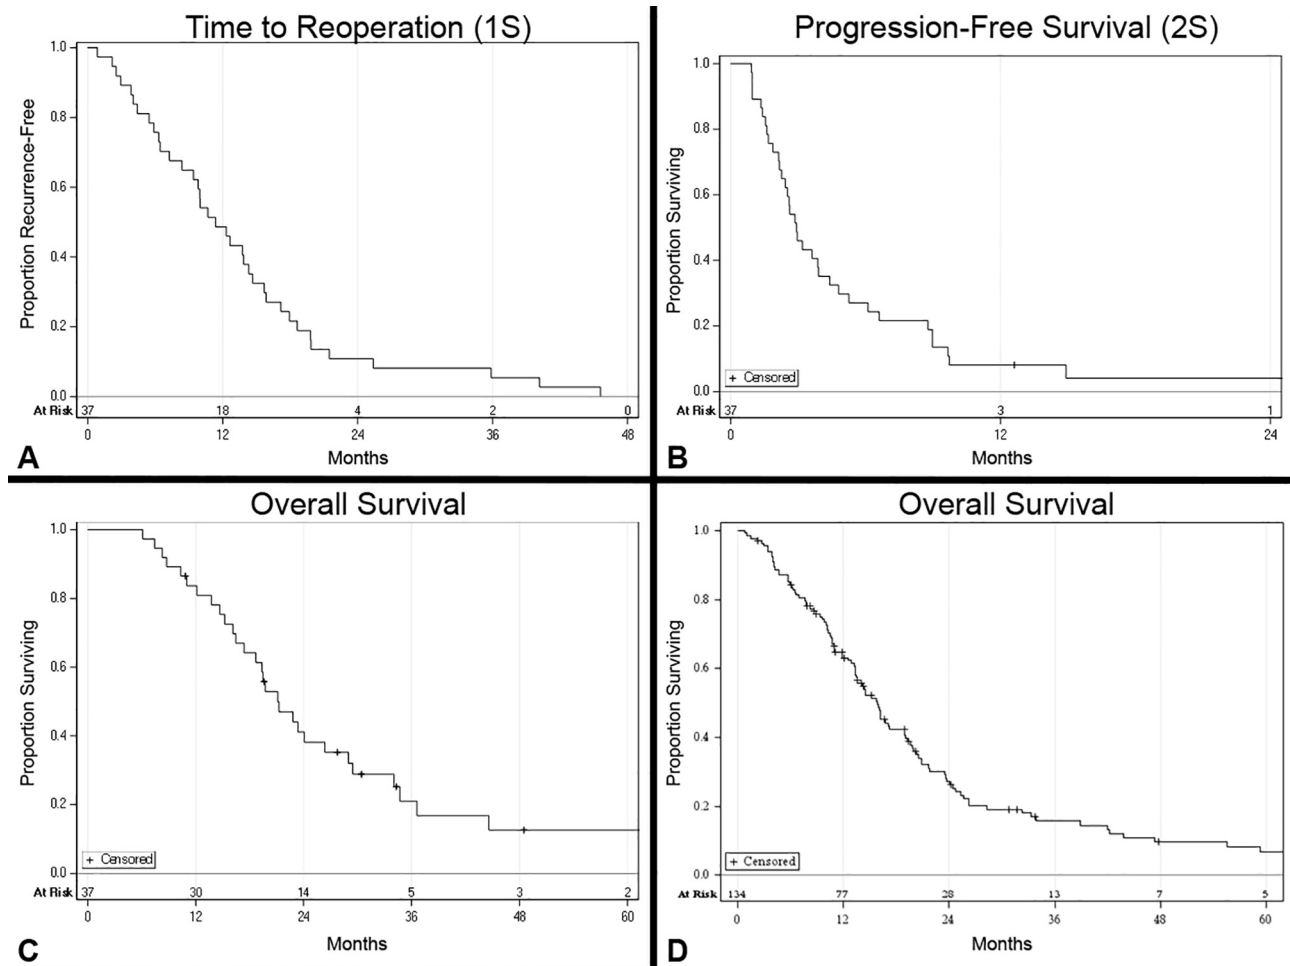 Time to Reoperation (1S)
Proportion Recurrence-Free
1.0
0.8
0.6
0.4
0.2
0.0
At Risk 37 18 4 2 0
0 12 24 36 48
A Months
Progression-Free Survival (2S)
Proportion Surviving
1.0
0.8
0.6
0.4
0.2
0.0
+ Censored
At Risk 37 3 1
0 12 24
B Months
Overall Survival
Proportion Surviving
1.0
0.8
0.6
0.4
0.2
0.0
+ Censored
At Risk 37 30 14 5 3 2
0 12 24 36 48 60
C Months
Overall Survival
Proportion Surviving
1.0
0.8
0.6
0.4
0.2
0.0
+ Censored
At Risk 134 77 28 13 7 5
0 12 24 36 48 60
D Months